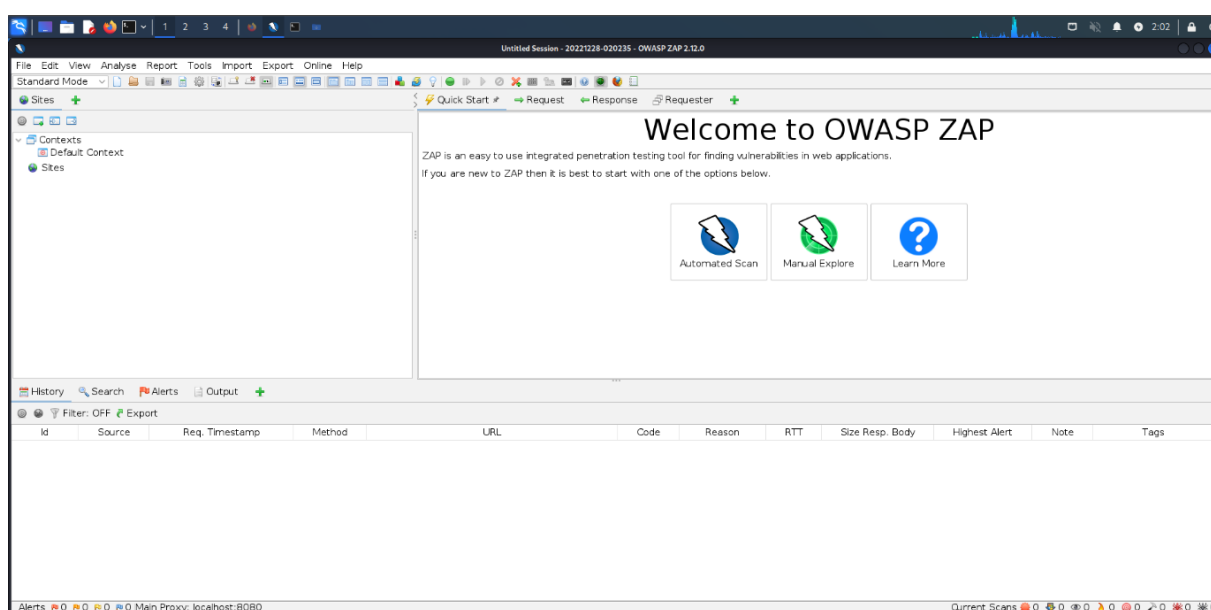 1 2 3 4 2:02
Untitled Session - 20221228-020235 - OWASP ZAP 2.12.0
File Edit View Analyse Report Tools Import Export Online Help
Standard Mode
Sites
Quick Start Request Response Requester
Contexts
Default Context
Sites
Welcome to OWASP ZAP
ZAP is an easy to use integrated penetration testing tool for finding vulnerabilities in web applications.
If you are new to ZAP then it is best to start with one of the options below.
Automated Scan Manual Explore Learn More
History Search Alerts Output
Filter: OFF Export
Id Source Req. Timestamp Method URL Code Reason RTT Size Resp. Body Highest Alert Note Tags
Alerts 0 0 0 0 Main Proxy: localhost:8080 Current Scans 0 0 0 0 0 0 0